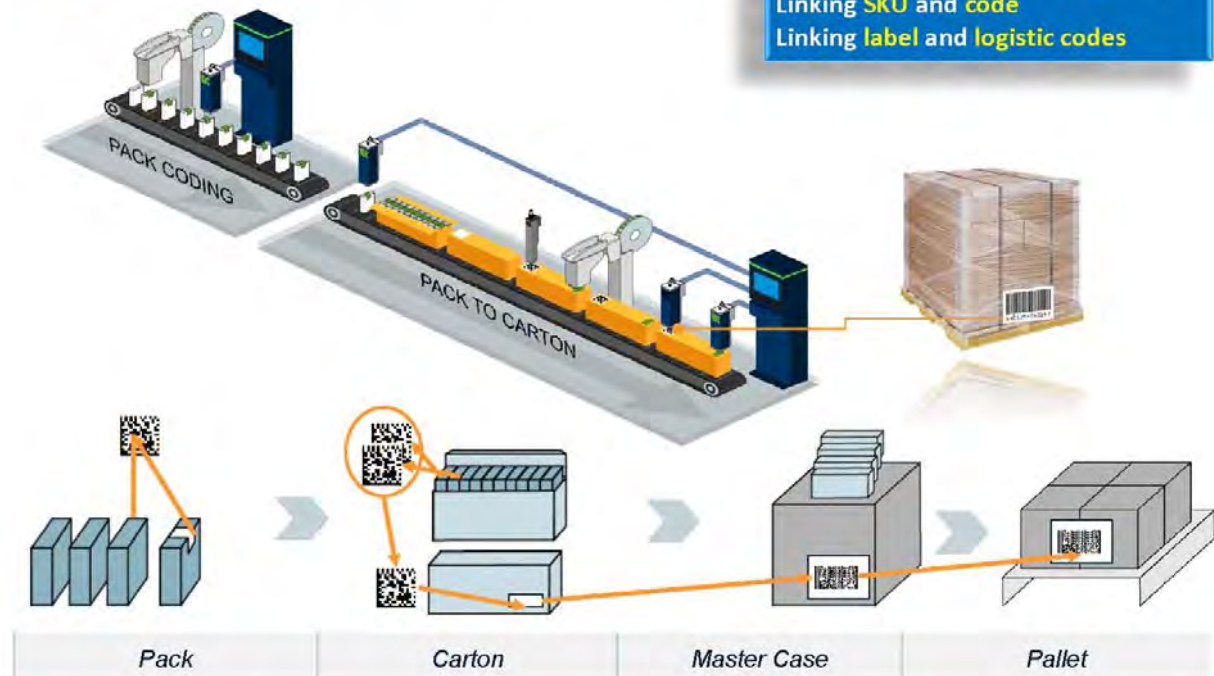 Linking SKU and code
Linking label and logistic codes
PACK CODING
PACK TO CARTON
Pack
Carton
Master Case
Pallet